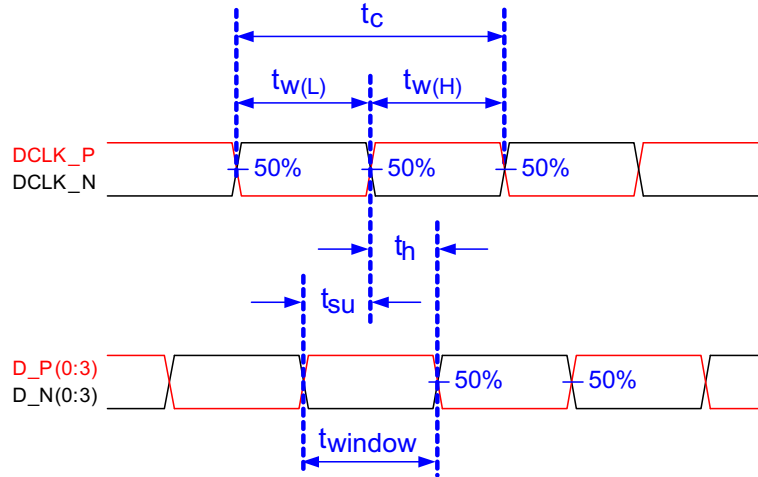 tc
tw(L) tw(H)
DCLK_P
DCLK_N
50% 50% 50%
th
tsu
D_P(0:3)
D_N(0:3)
50% 50%
twindow